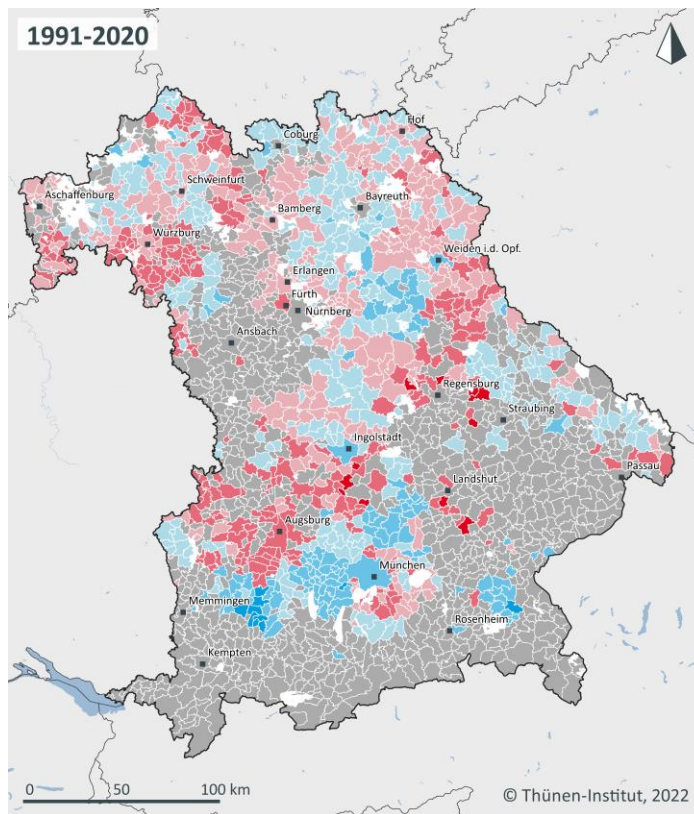 1991-2020
Hof
Coburg
Schweinfurt
Aschaffenburg
Bayreuth
Bamberg
Würzburg
Weiden i.d. Opf.
Erlangen
Fürth
Nürnberg
Ansbach
Regensburg
Straubing
Ingolstadt
Passau
Landshut
Augsburg
München
Memmingen
Rosenheim
Kempten
0 50 100 km
© Thünen-Institut, 2022